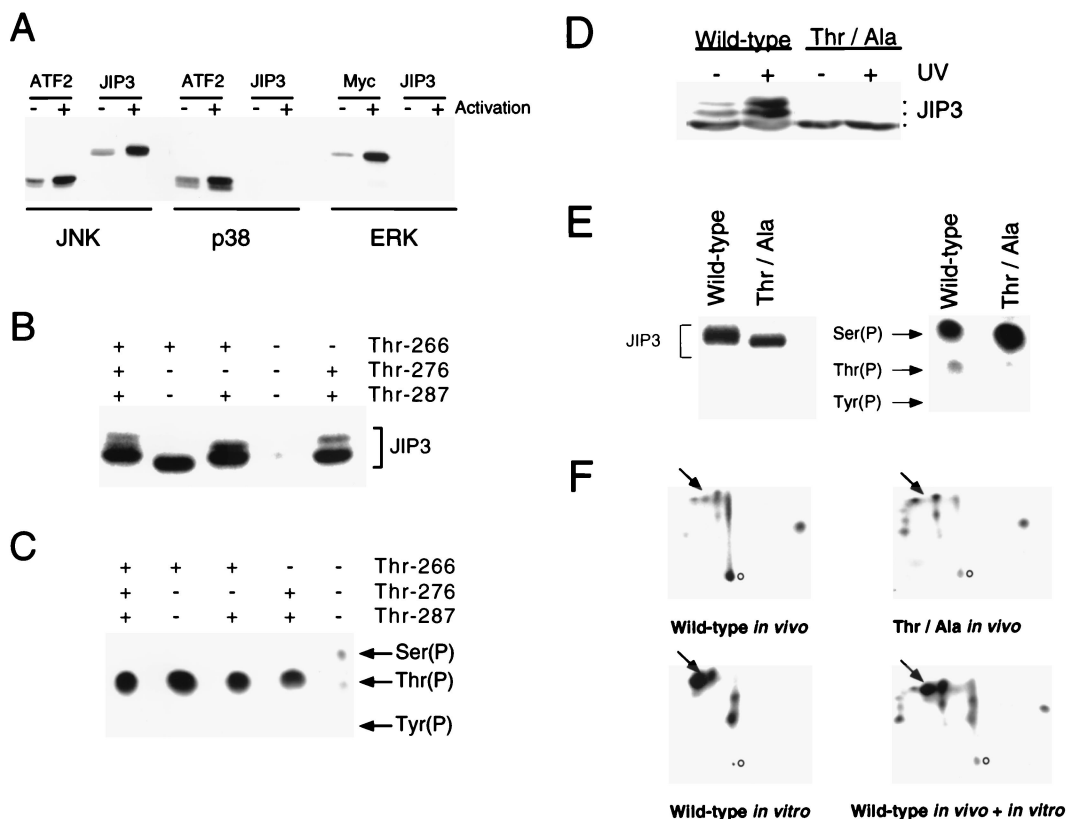 A
ATF2 JIP3 ATF2 JIP3 Myc JIP3
- + - + - + - + - + - + Activation
JNK p38 ERK
B
+ + + - - Thr-266
+ - - - + Thr-276
+ - + - + Thr-287
JIP3
C
+ + + - - Thr-266
+ - - + - Thr-276
+ - + + - Thr-287
Ser(P)
Thr(P)
Tyr(P)
D
Wild-type Thr / Ala
- + - + UV
JIP3
E
Wild-type Thr / Ala Wild-type Thr / Ala
JIP3
Ser(P)
Thr(P)
Tyr(P)
F
Wild-type in vivo Thr / Ala in vivo
Wild-type in vitro Wild-type in vivo + in vitro